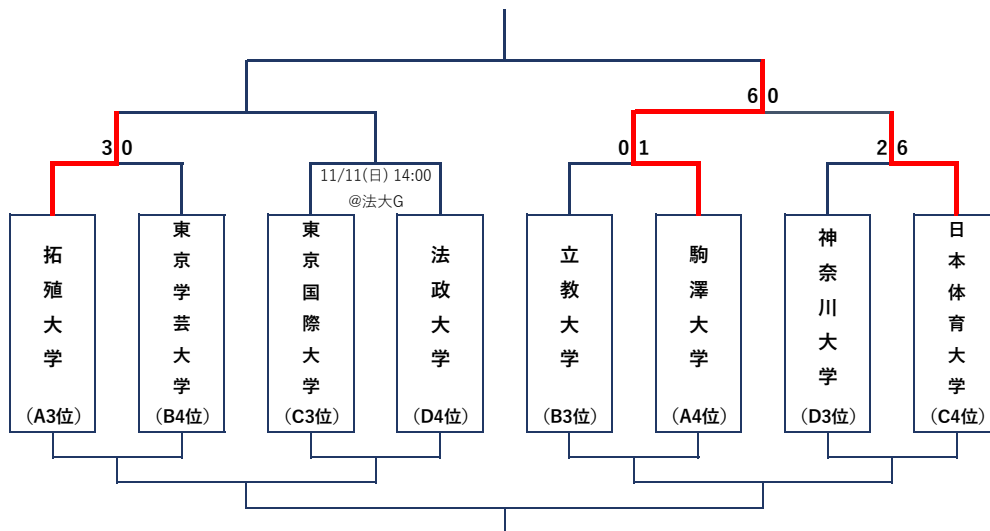 6 0
3 0
0 1
2 6
11/11(日) 14:00
@法大G
拓殖大学
(A3位)
東京学芸大学
(B4位)
東京国際大学
(C3位)
法政大学
(D4位)
立教大学
(B3位)
駒澤大学
(A4位)
神奈川大学
(D3位)
日本体育大学
(C4位)